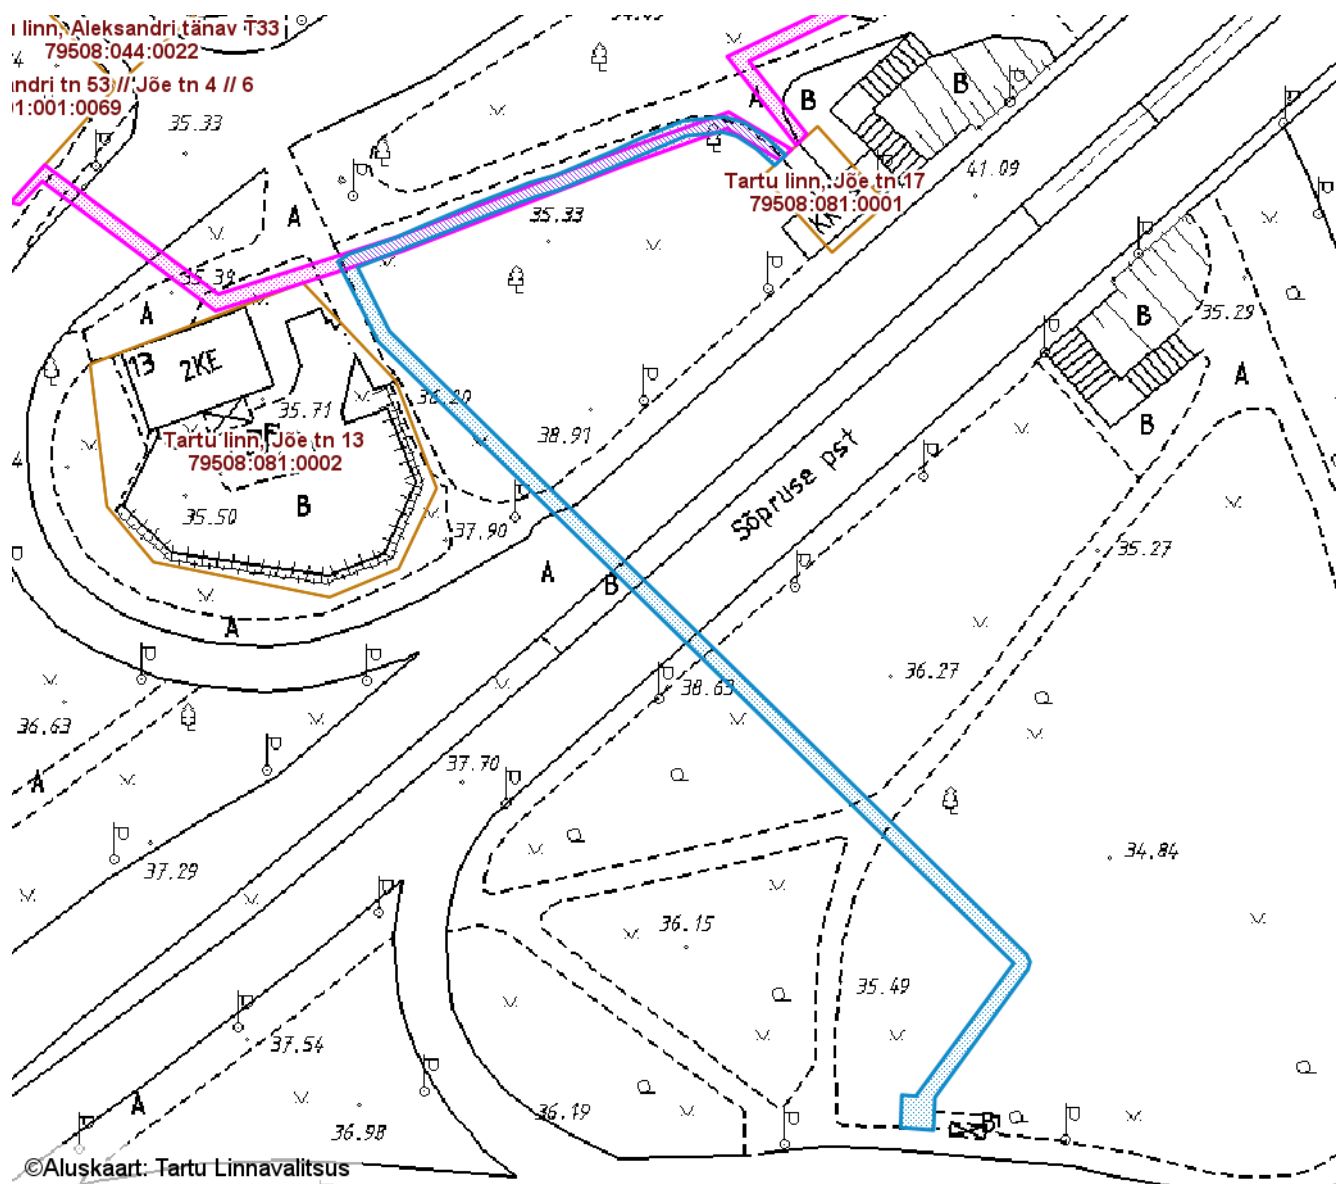 linn, Aleksandri tänav T33
79508:044:0022
andri tn 53 // Jõe tn 4 // 6
01:001:0069
35.33
A
B
B
41.09
Tartu linn, Jõe tn 17
79508:081:0001
A
35.33
35.39
A
B
35.29
13
2KE
A
36.20
35.71
38.91
B
Tartu linn, Jõe tn 13
79508:081:0002
Sõpruse pst
35.50
B
37.90
35.27
A
B
A
36.27
38.63
36.63
A
37.70
37.29
34.84
36.15
35.49
37.54
A
36.19
36.98
B
©Aluskaart: Tartu Linnavalitsus